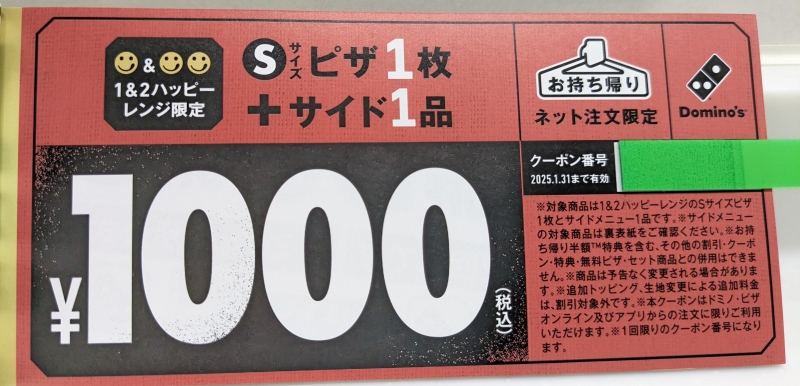 &
1&2ハッピー
レンジ限定
Sサイズピザ1枚
+サイド1品
お持ち帰り
ネット注文限定
Domino's
クーポン番号
2025.1.31まで有効
¥1000
(税込)
※対象商品は1&2ハッピーレンジのSサイズピザ
1枚とサイドメニュー1品です。※サイドメニュー
の対象商品は裏表紙をご確認ください。※お持
ち帰り半額™特典を含む、その他の割引・クーポ
ン・特典・無料ピザ・セット商品との併用はできま
せん。※商品は予告なく変更される場合がありま
す。※追加トッピング、生地変更による追加料金
は、割引対象外です。※本クーポンはドミノ・ピザ
オンライン及びアプリからの注文に限りご利用
いただけます。※1回限りのクーポン番号になり
ます。